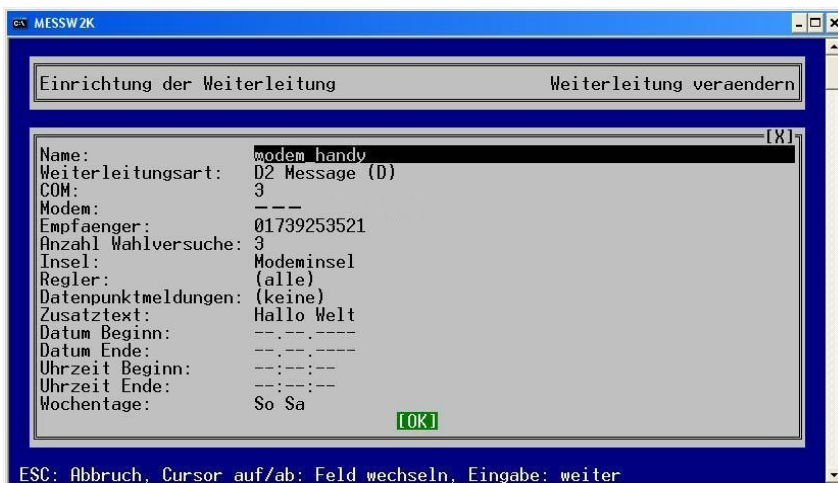 MESSW2K
Einrichtung der Weiterleitung Weiterleitung veraendern
[X]
Name: modem_handy
Weiterleitungsart: D2 Message (D)
COM: 3
Modem: ---
Empfaenger: 01739253521
Anzahl Wahlversuche: 3
Insel: Modeminsel
Regler: (alle)
Datenpunktmeldungen: (keine)
Zusatztext: Hallo Welt
Datum Beginn: --.--.----
Datum Ende: --.--.----
Uhrzeit Beginn: --:--:--
Uhrzeit Ende: --:--:--
Wochentage: So Sa
[OK]
ESC: Abbruch, Cursor auf/ab: Feld wechseln, Eingabe: weiter